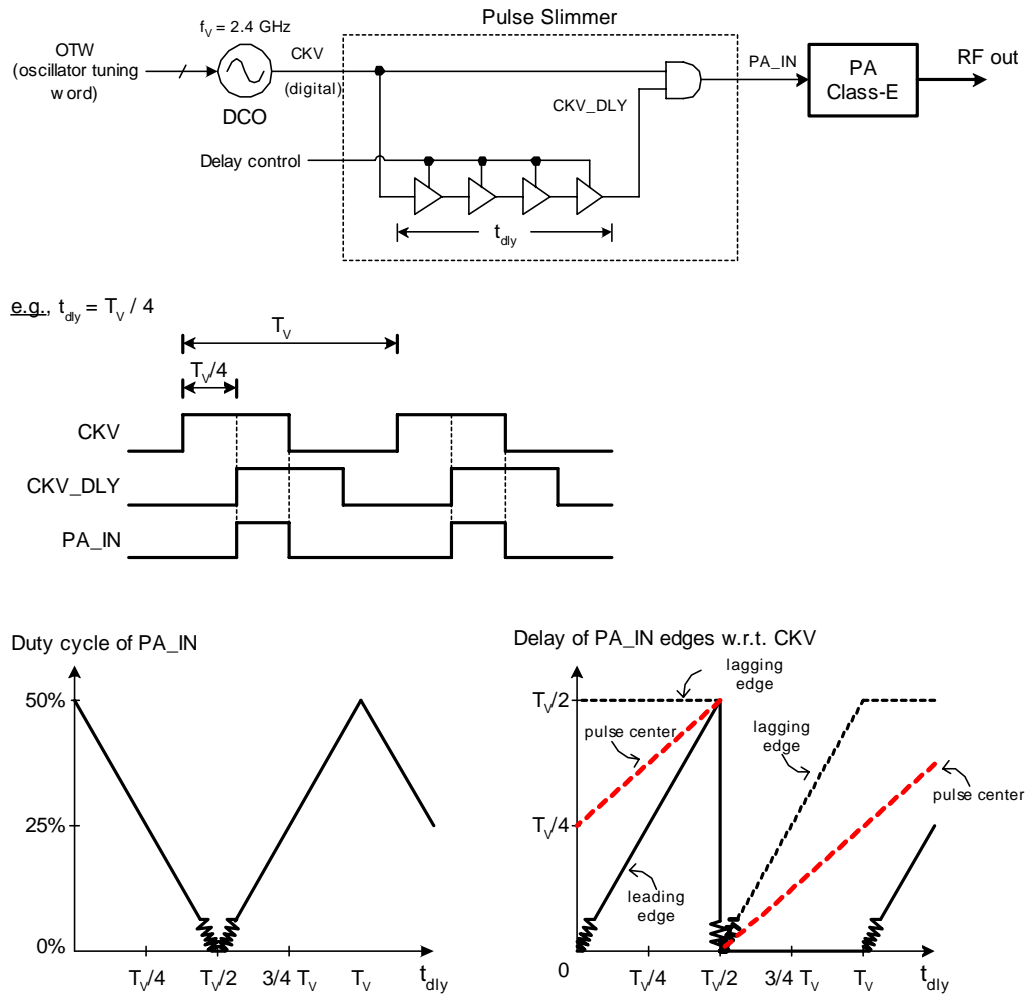 Pulse Slimmer
f_V = 2.4 GHz
OTW
(oscillator tuning
word)
CKV
(digital)
DCO
PA_IN
PA
Class-E
RF out
CKV_DLY
Delay control
t_dly
e.g., t_dly = T_V / 4
T_V
T_V/4
CKV
CKV_DLY
PA_IN
Duty cycle of PA_IN
50%
25%
0%
T_V/4
T_V/2
3/4 T_V
T_V
t_dly
Delay of PA_IN edges w.r.t. CKV
lagging
edge
T_V/2
pulse center
lagging
edge
pulse center
T_V/4
leading
edge
0
T_V/4
T_V/2
3/4 T_V
T_V
t_dly